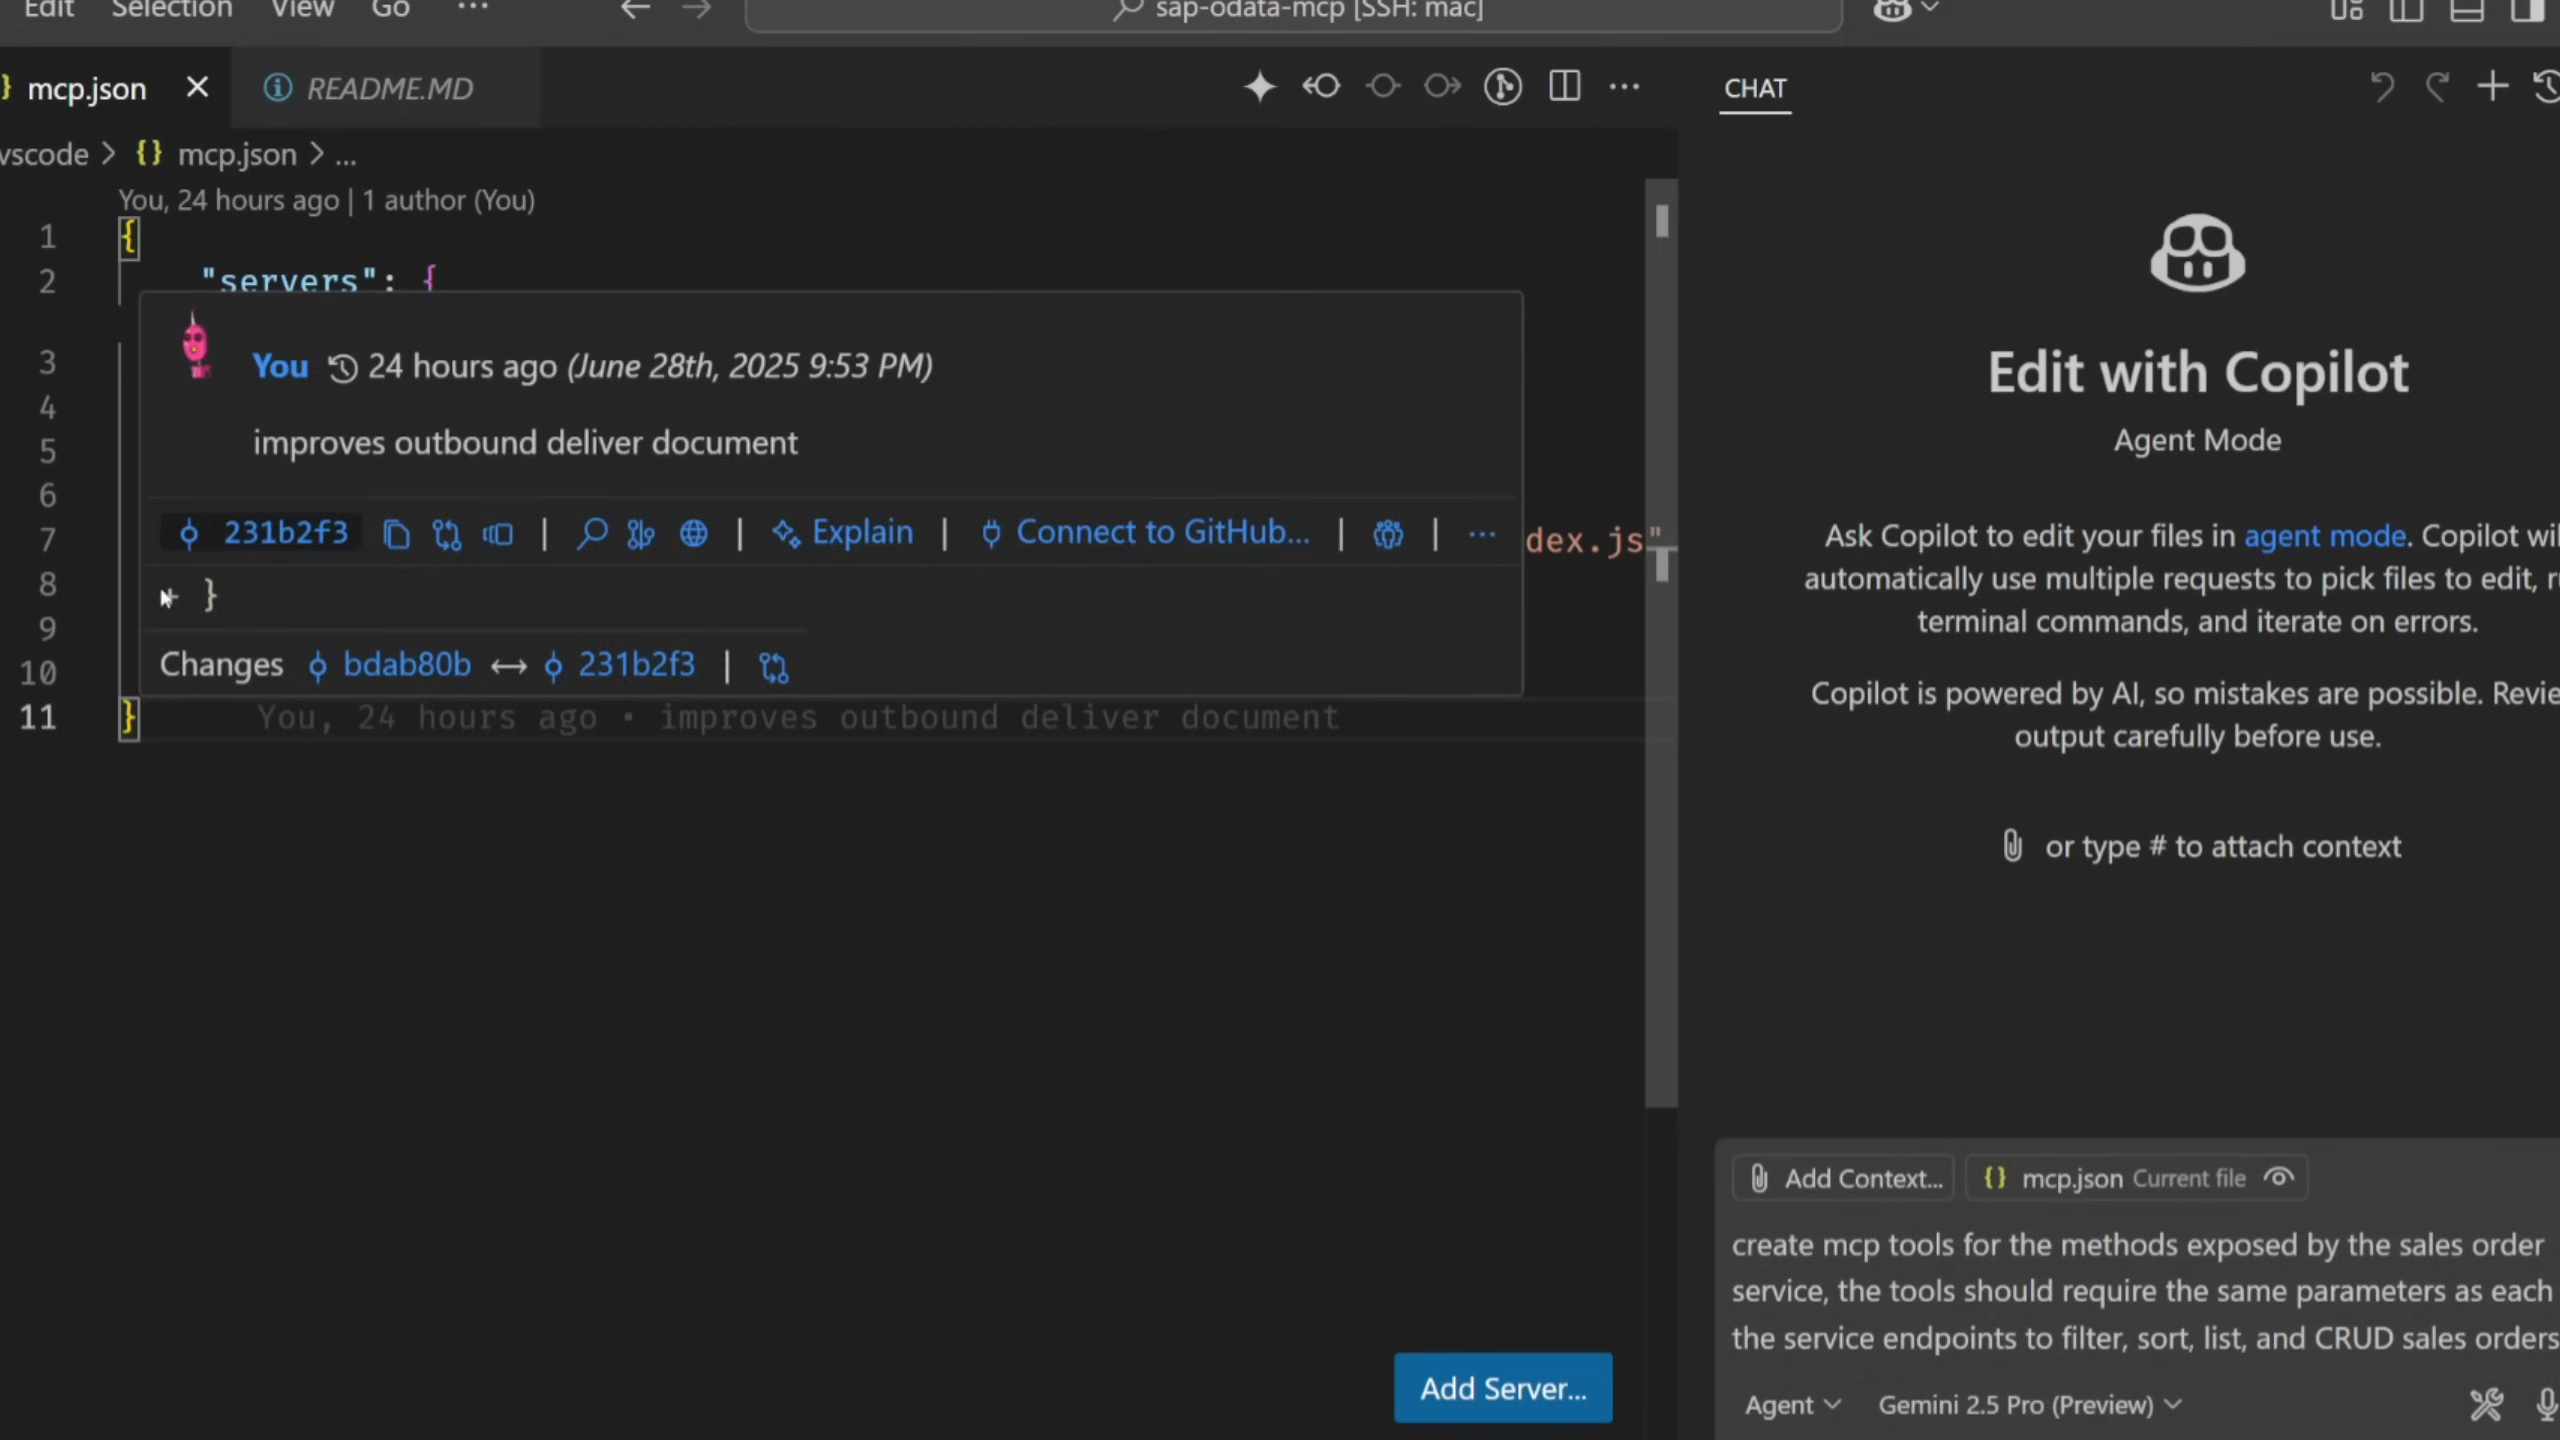 Edit Selection View Go ...
sap-odata-mcp [SSH: mac]
mcp.json
README.MD
vscode > {} mcp.json > ...
You, 24 hours ago | 1 author (You)
1 {
2 "servers": {
3
4
5
6
7 dex.js"
8
9
10
11 } You, 24 hours ago • improves outbound deliver document
You 24 hours ago (June 28th, 2025 9:53 PM)
improves outbound deliver document
231b2f3 | | Explain | Connect to GitHub... | | ...
+ }
Changes bdab80b ↔ 231b2f3 |
Add Server...
CHAT
Edit with Copilot
Agent Mode
Ask Copilot to edit your files in agent mode. Copilot wil
automatically use multiple requests to pick files to edit, r
terminal commands, and iterate on errors.
Copilot is powered by AI, so mistakes are possible. Revie
output carefully before use.
or type # to attach context
Add Context... {} mcp.json Current file
create mcp tools for the methods exposed by the sales order
service, the tools should require the same parameters as each
the service endpoints to filter, sort, list, and CRUD sales orders
Agent Gemini 2.5 Pro (Preview)